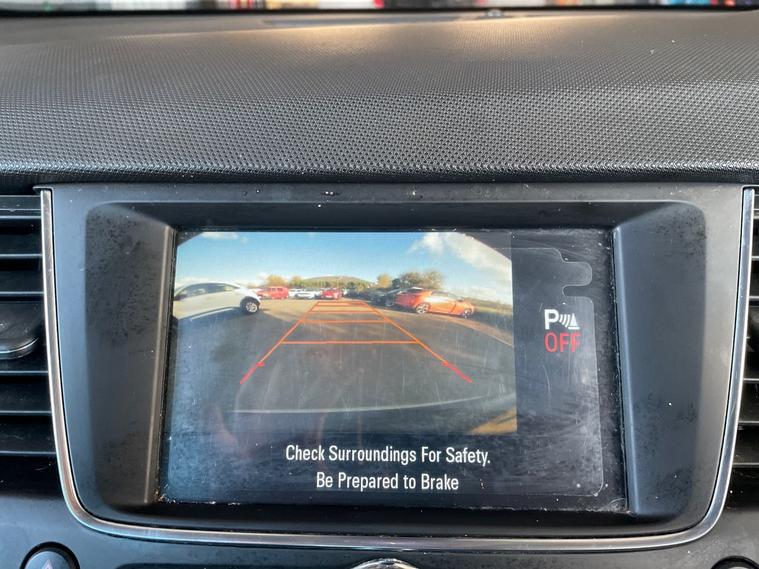 P
OFF
Check Surroundings For Safety.
Be Prepared to Brake